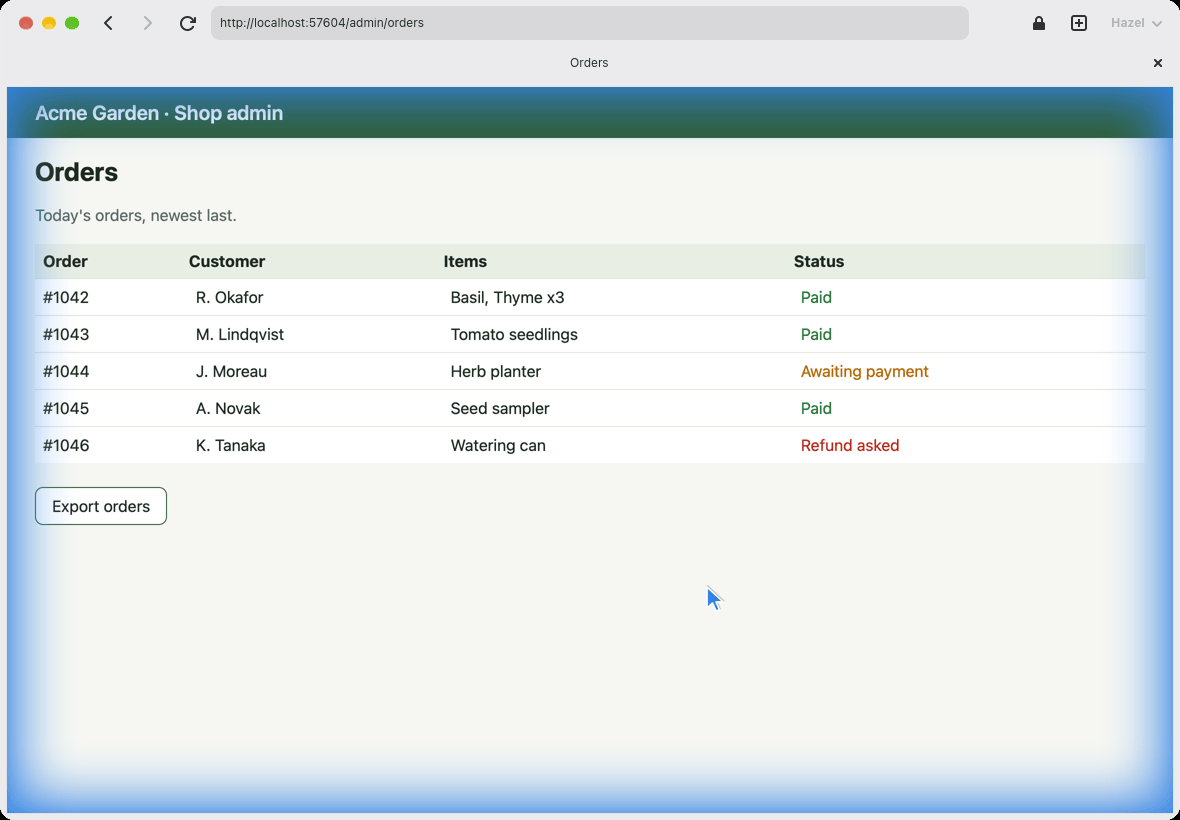 http://localhost:57604/admin/orders
Hazel
Orders
Acme Garden · Shop admin
Orders
Today's orders, newest last.
Order Customer Items Status
#1042 R. Okafor Basil, Thyme x3 Paid
#1043 M. Lindqvist Tomato seedlings Paid
#1044 J. Moreau Herb planter Awaiting payment
#1045 A. Novak Seed sampler Paid
#1046 K. Tanaka Watering can Refund asked
Export orders